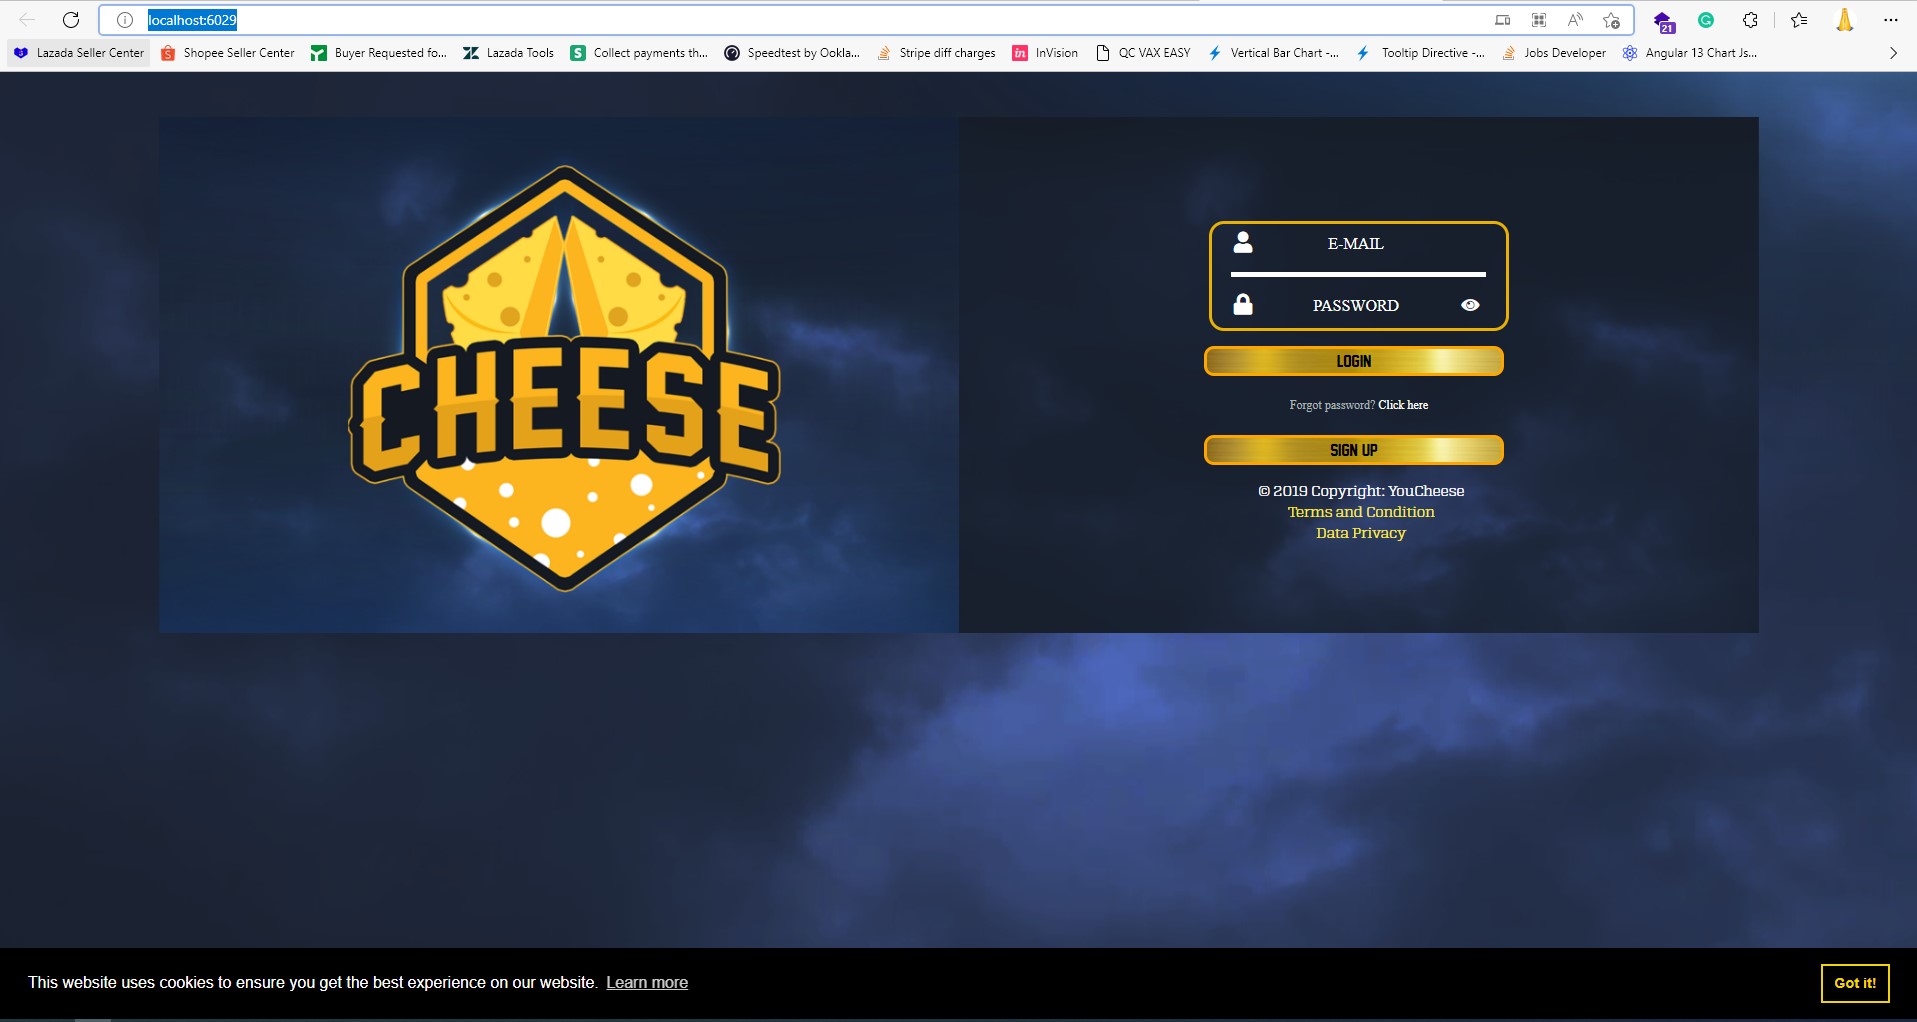 localhost:6029
21
Lazada Seller Center
Shopee Seller Center
Buyer Requested fo...
Lazada Tools
Collect payments th...
Speedtest by Ookla...
Stripe diff charges
in InVision
QC VAX EASY
Vertical Bar Chart -...
Tooltip Directive -...
Jobs Developer
Angular 13 Chart Js...
CHEESE
E-MAIL
PASSWORD
LOGIN
Forgot password? Click here
SIGN UP
© 2019 Copyright: YouCheese
Terms and Condition
Data Privacy
This website uses cookies to ensure you get the best experience on our website. Learn more
Got it!